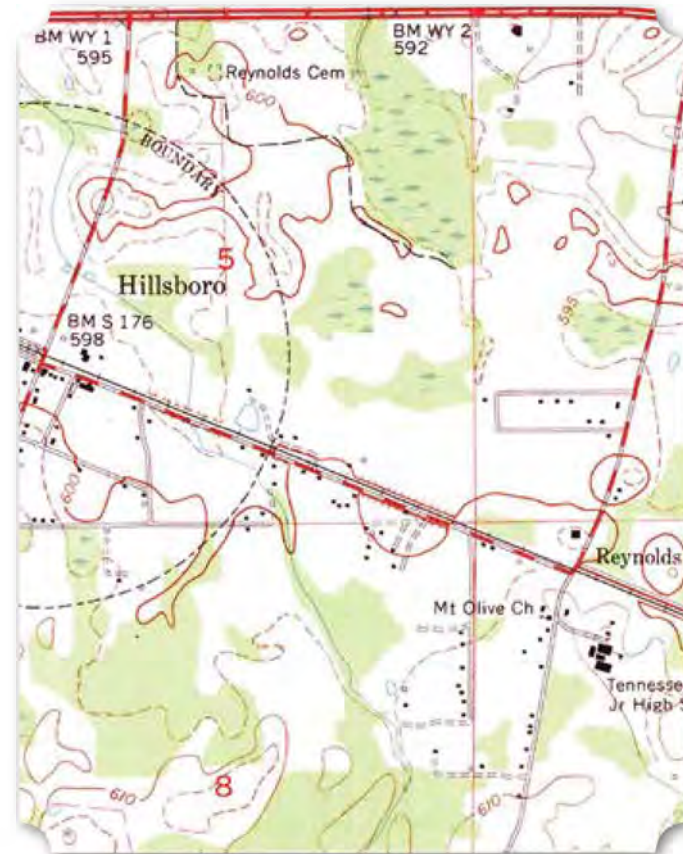 BM WY 1
595
BM WY 2
592
Reynolds Cem
600
BOUNDARY
5
Hillsboro
595
BM S 176
598
600
Reynolds
Mt Olive Ch
Tennesse
Jr High
8
610
610